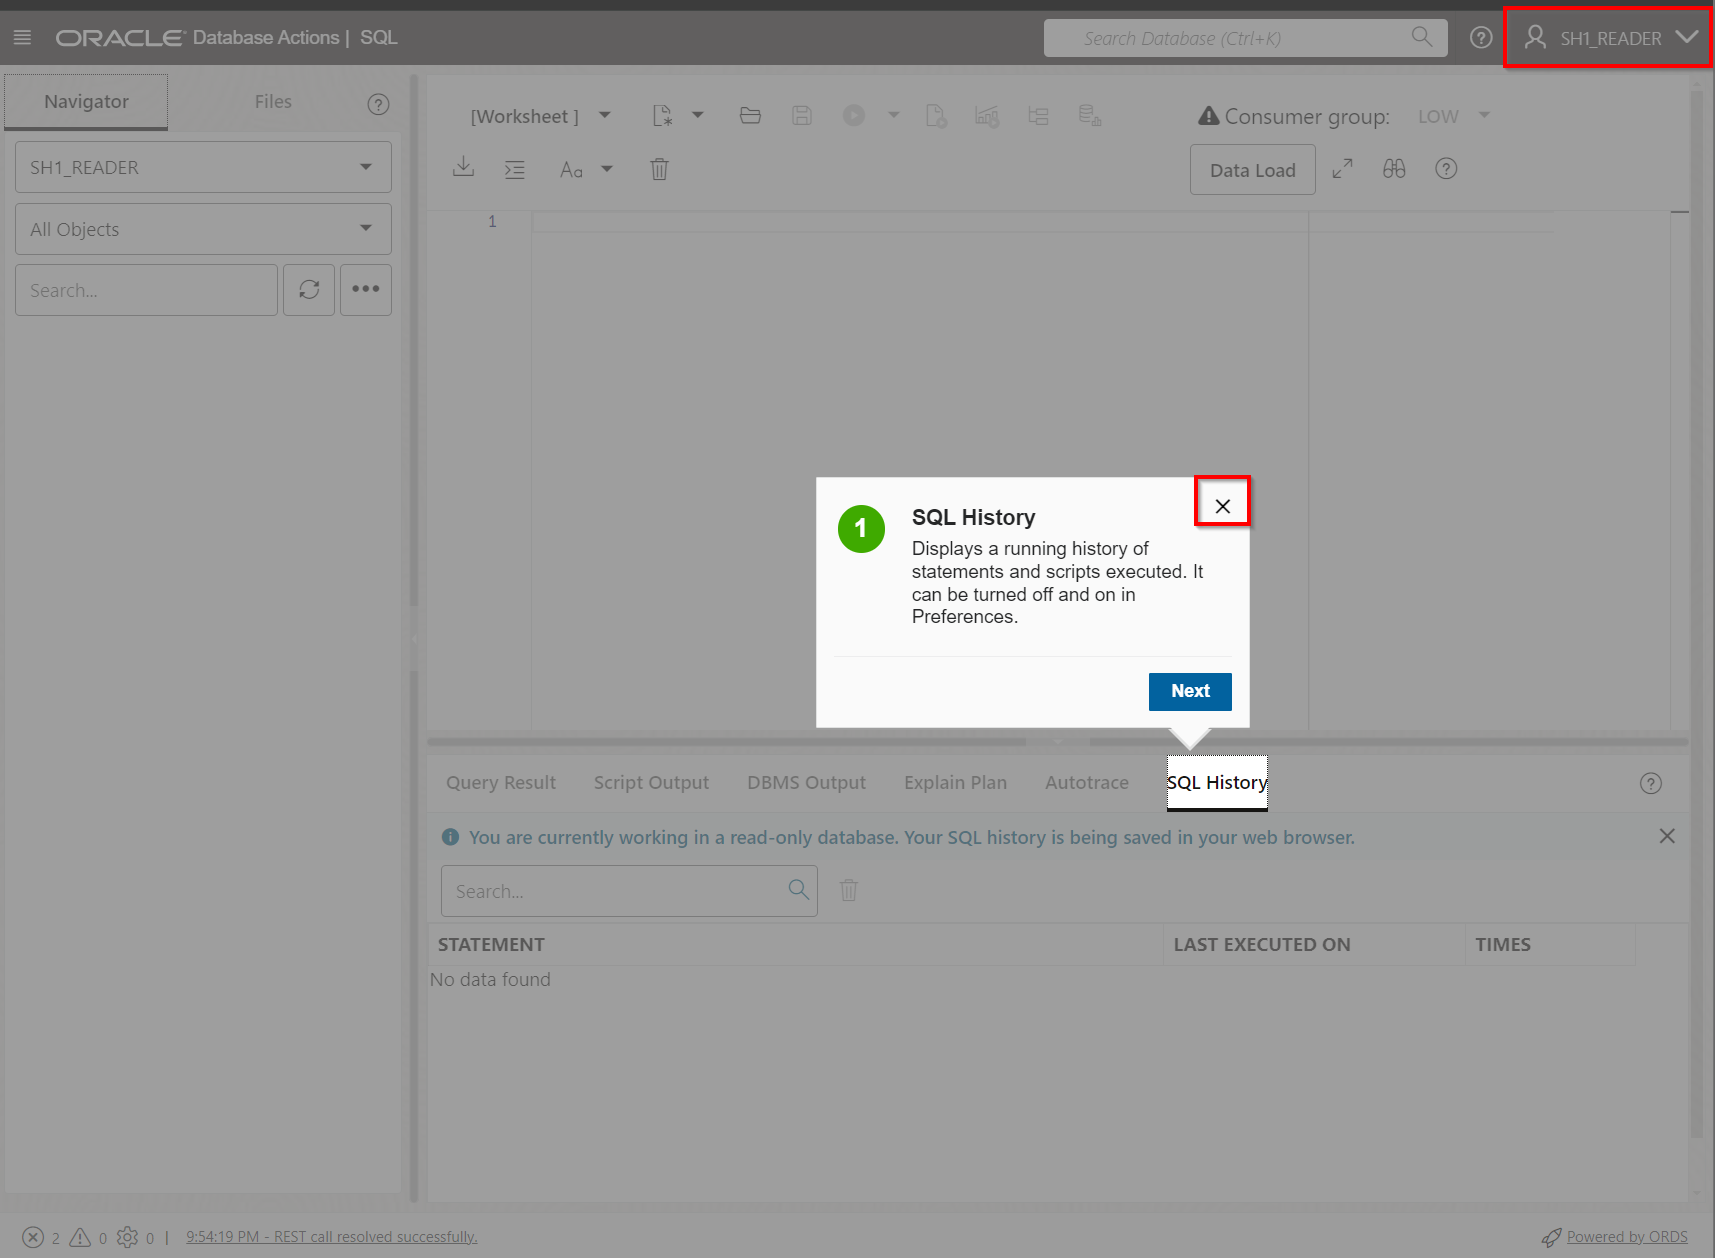 ORACLE Database Actions | SQL
Search Database (Ctrl+K)
SH1_READER
Navigator
Files
SH1_READER
All Objects
Search...
[Worksheet ]
Consumer group:
LOW
Aa
Data Load
1
1
SQL History
Displays a running history of
statements and scripts executed. It
can be turned off and on in
Preferences.
Next
Query Result
Script Output
DBMS Output
Explain Plan
Autotrace
SQL History
You are currently working in a read-only database. Your SQL history is being saved in your web browser.
Search...
STATEMENT
LAST EXECUTED ON
TIMES
No data found
2
0
0
|
9:54:19 PM - REST call resolved successfully.
Powered by ORDS